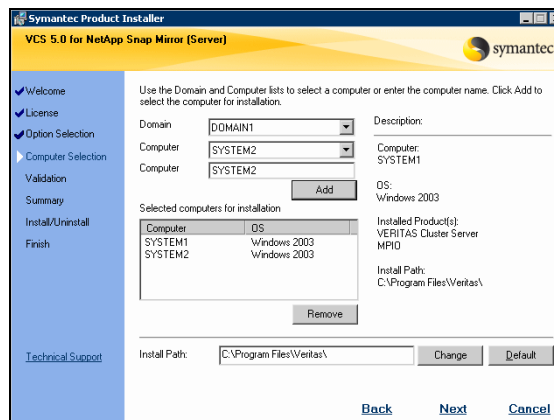 Symantec Product Installer
VCS 5.0 for NetApp Snap Mirror (Server)
symantec
Welcome
License
Option Selection
Computer Selection
Validation
Summary
Install/Uninstall
Finish
Technical Support
Use the Domain and Computer lists to select a computer or enter the computer name. Click Add to
select the computer for installation.
Domain
DOMAIN1
Computer
SYSTEM2
Computer
SYSTEM2
Add
Selected computers for installation
Computer OS
SYSTEM1 Windows 2003
SYSTEM2 Windows 2003
Remove
Description:
Computer:
SYSTEM1
OS:
Windows 2003
Installed Product(s):
VERITAS Cluster Server
MPIO
Install Path:
C:\Program Files\Veritas\
Install Path:
C:\Program Files\Veritas\
Change
Default
Back
Next
Cancel